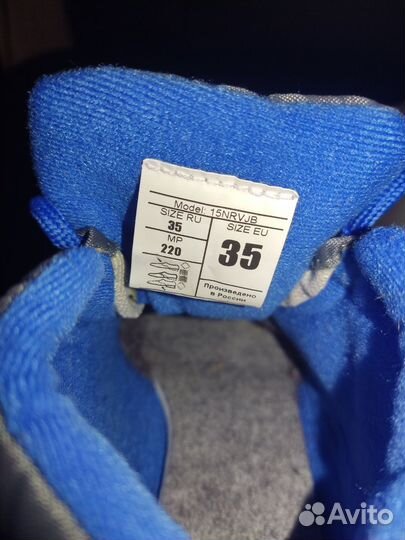 Model: 15NRVJB
SIZE RU
35
MP
220
SIZE EU
35
Произведено
в России
Avito